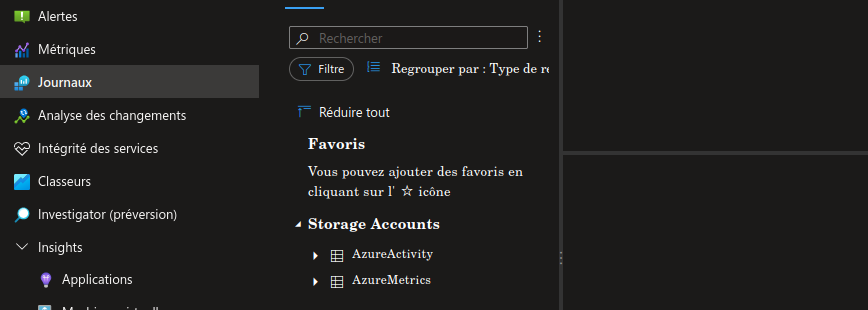 Alertes
Métriques
Journaux
Analyse des changements
Intégrité des services
Classeurs
Investigator (préversion)
Insights
Applications
Rechercher
Filtre
Regrouper par : Type de re
Réduire tout
Favoris
Vous pouvez ajouter des favoris en
cliquant sur l' ☆ icône
Storage Accounts
AzureActivity
AzureMetrics